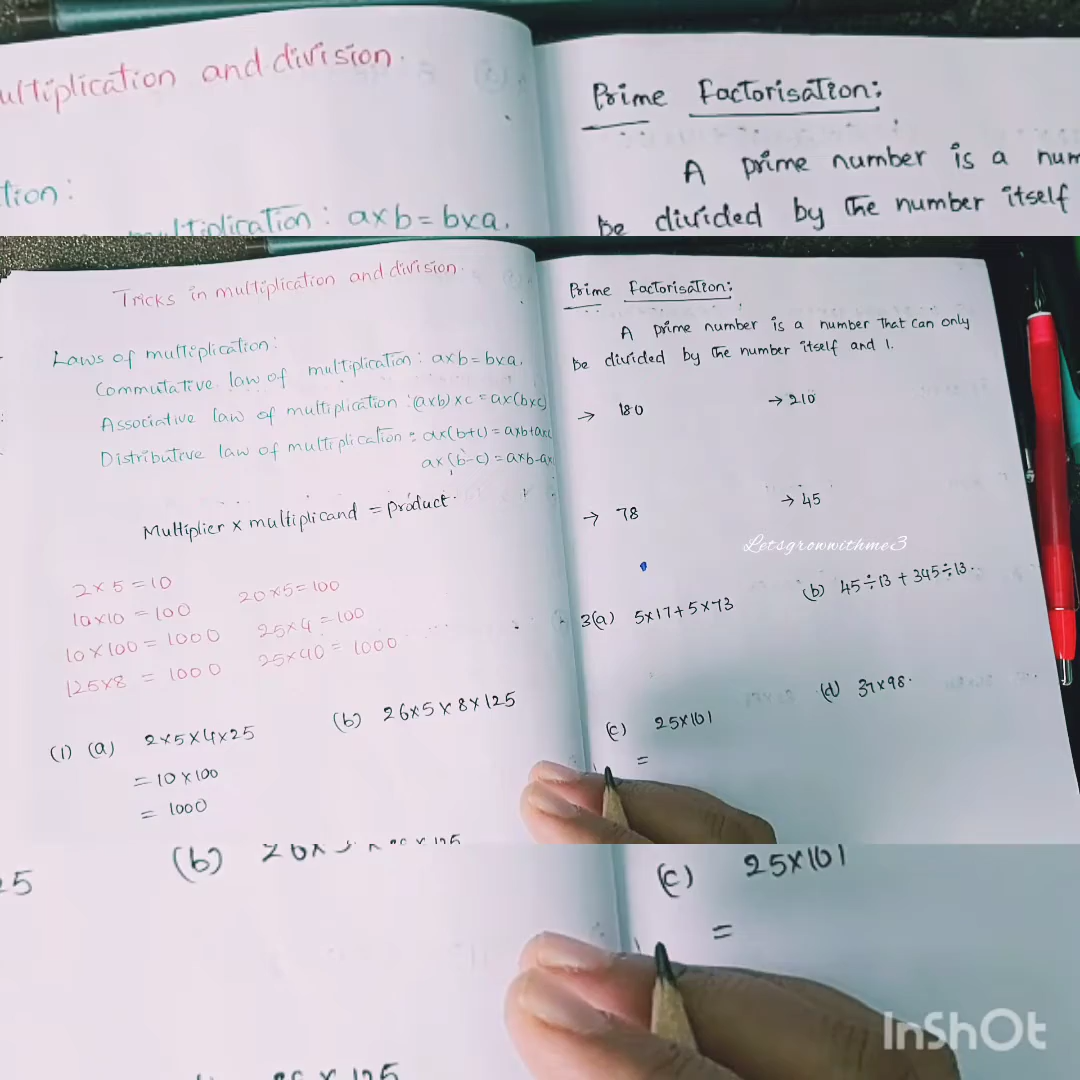 ultiplication and division.
tion:
multiplication: a×b=b×a.
Prime Factorisation:
A prime number is a num
be divided by the number itself
Tricks in multiplication and division.
Laws of multiplication:
Commutative law of multiplication: a×b=b×a.
Associative law of multiplication:(a×b)×c=a×(b×c)
Distributive law of multiplication: a×(b+c)=a×b+a×c
a×(b-c)=a×b-a×
Multiplier × multiplicand = product.
2×5=10
10×10=100
20×5=100
10×100=1000
25×4=100
125×8=1000
25×40=1000
(1) (a) 2×5×4×25
=10×100
=1000
(b) 26×5×8×125
Prime Factorisation:
A prime number is a number that can only
be divided by the number itself and 1.
→ 180
→ 210
→ 78
→ 45
Letsgrowwithme3
3(a) 5×17+5×73
(b) 45÷13+345÷13.
(c) 25×101
=
(d) 37×98.
25
(b)
(c) 25×101
=
×125
InShOt